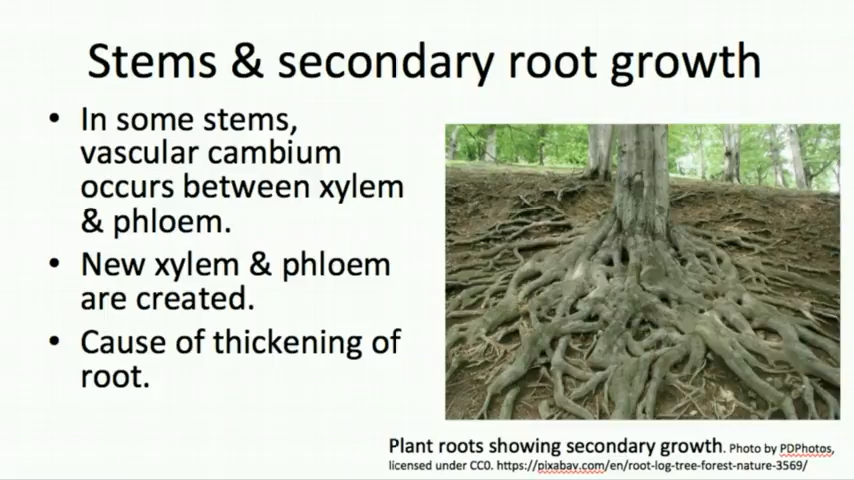 Stems & secondary root growth
• In some stems,
vascular cambium
occurs between xylem
& phloem.
• New xylem & phloem
are created.
• Cause of thickening of
root.
Plant roots showing secondary growth. Photo by PDPhotos,
licensed under CC0. https://pixabay.com/en/root-log-tree-forest-nature-3569/